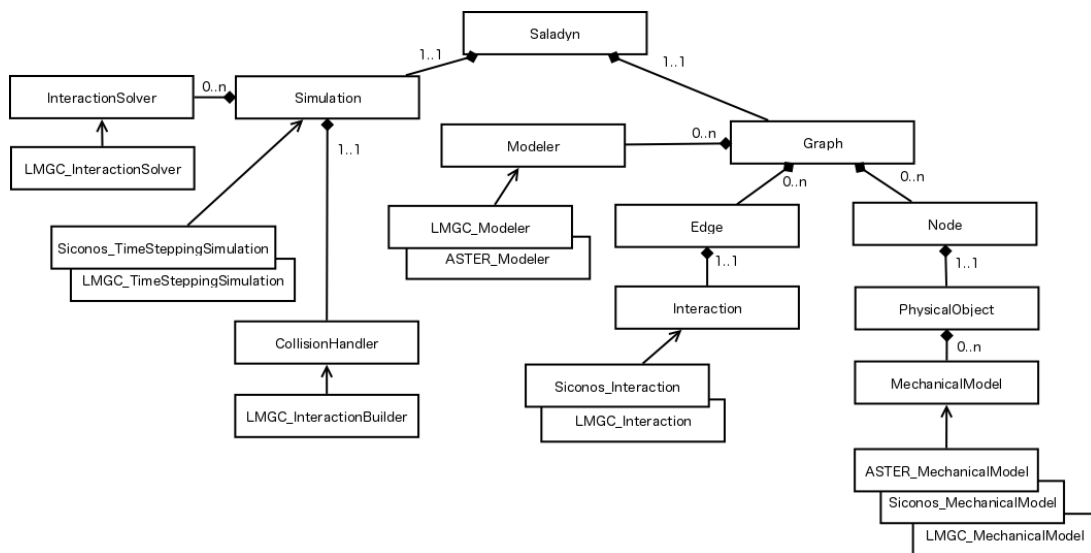 Saladyn
1..1
1..1
InteractionSolver
0..n
Simulation
LMGC_InteractionSolver
1..1
Modeler
0..n
Graph
0..n
0..n
Siconos_TimeSteppingSimulation
LMGC_TimeSteppingSimulation
LMGC_Modeler
ASTER_Modeler
Edge
Node
1..1
1..1
Interaction
PhysicalObject
CollisionHandler
0..n
LMGC_InteractionBuilder
Siconos_Interaction
LMGC_Interaction
MechanicalModel
ASTER_MechanicalModel
Siconos_MechanicalModel
LMGC_MechanicalModel